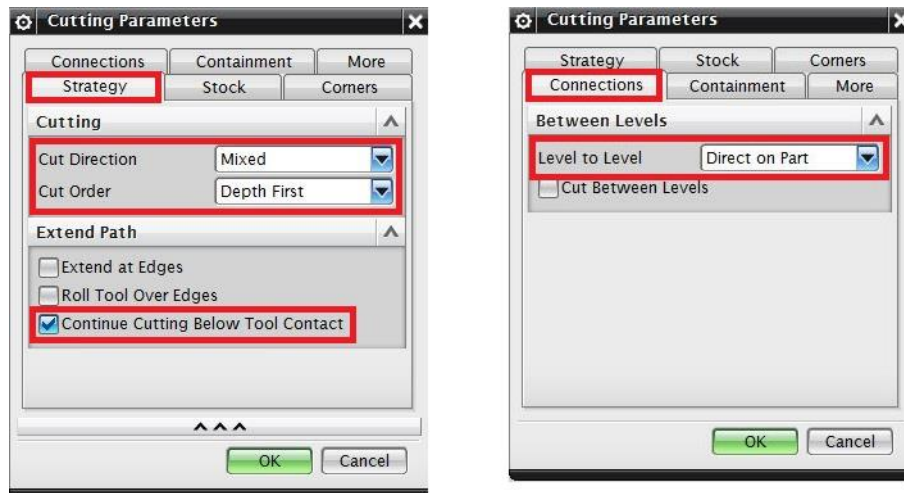 Cutting Parameters
Connections Containment More
Strategy Stock Corners
Cutting
Cut Direction Mixed
Cut Order Depth First
Extend Path
Extend at Edges
Roll Tool Over Edges
Continue Cutting Below Tool Contact
OK Cancel
Cutting Parameters
Strategy Stock Corners
Connections Containment More
Between Levels
Level to Level Direct on Part
Cut Between Levels
OK Cancel